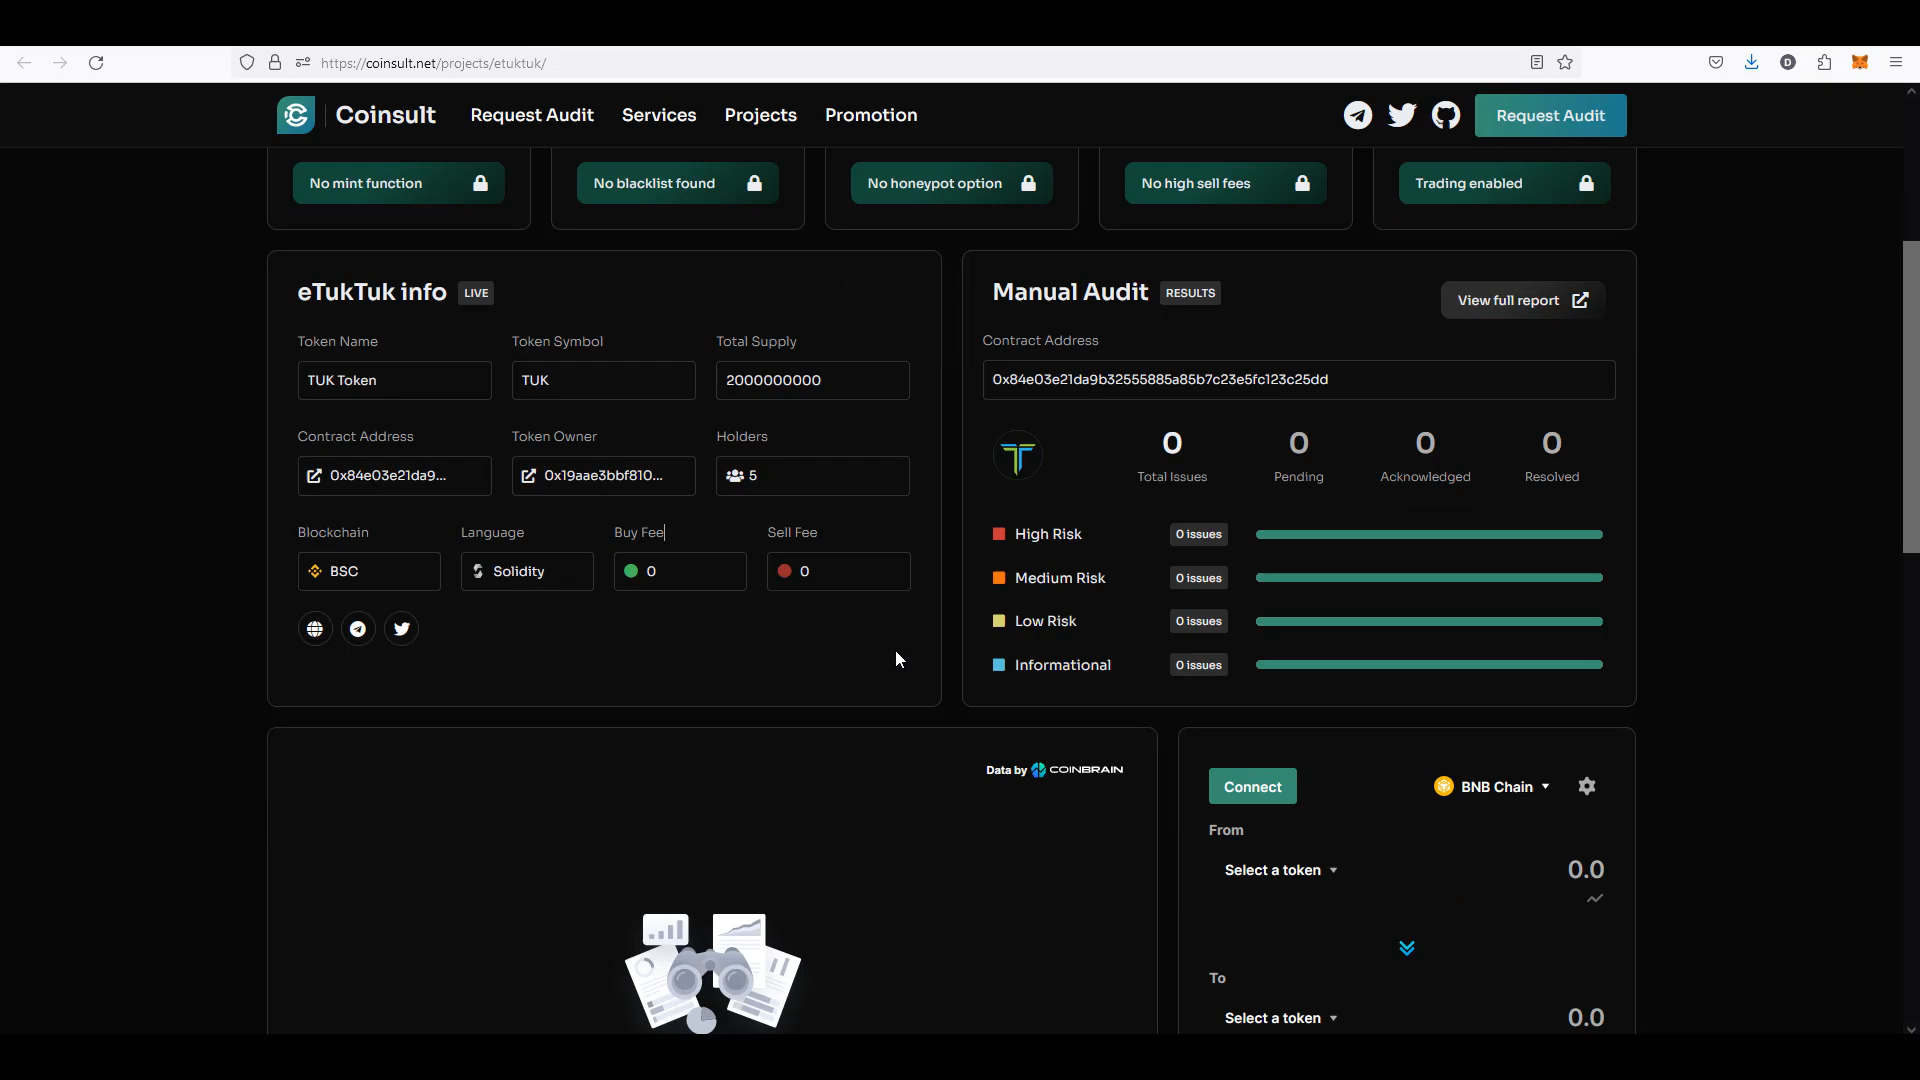 https://coinsult.net/projects/etuktuk/
D
Coinsult
Request Audit
Services
Projects
Promotion
Request Audit
No mint function
No blacklist found
No honeypot option
No high sell fees
Trading enabled
eTukTuk info
LIVE
Token Name
Token Symbol
Total Supply
TUK Token
TUK
2000000000
Contract Address
Token Owner
Holders
0x84e03e21da9...
0x19aae3bbf810...
5
Blockchain
Language
Buy Fee
Sell Fee
BSC
Solidity
0
0
Manual Audit
RESULTS
View full report
Contract Address
0x84e03e21da9b32555885a85b7c23e5fc123c25dd
0
0
0
0
Total Issues
Pending
Acknowledged
Resolved
High Risk
0 issues
Medium Risk
0 issues
Low Risk
0 issues
Informational
0 issues
Data by COINBRAIN
Connect
BNB Chain
From
Select a token
0.0
To
Select a token
0.0